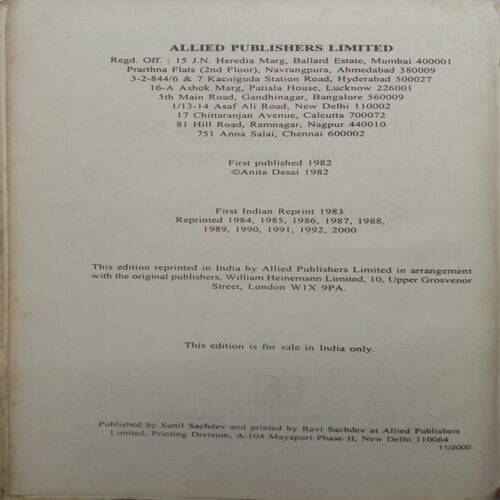 ALLIED PUBLISHERS LIMITED
Regd. Off. : 15 J.N. Heredia Marg, Ballard Estate, Mumbai 400001
Prarthna Flats (2nd Floor), Navrangpura, Ahmedabad 380009
3-2-844/6 & 7 Kachiguda Station Road, Hyderabad 500027
16-A Ashok Marg, Patiala House, Lucknow 226001
5th Main Road, Gandhinagar, Bangalore 560009
1/13-14 Asaf Ali Road, New Delhi 110002
17 Chittaranjan Avenue, Calcutta 700072
81 Hill Road, Ramnagar, Nagpur 440010
751 Anna Salai, Chennai 600002
First published 1982
©Anita Desai 1982
First Indian Reprint 1983
Reprinted 1984, 1985, 1986, 1987, 1988,
1989, 1990, 1991, 1992, 2000
This edition reprinted in India by Allied Publishers Limited in arrangement
with the original publishers, William Heinemann Limited, 10, Upper Grosvenor
Street, London W1X 9PA.
This edition is for sale in India only.
Published by Sunil Sachdev and printed by Ravi Sachdev at Allied Publishers
Limited, Printing Division, A-104 Mayapuri Phase II, New Delhi 110064
11/2000